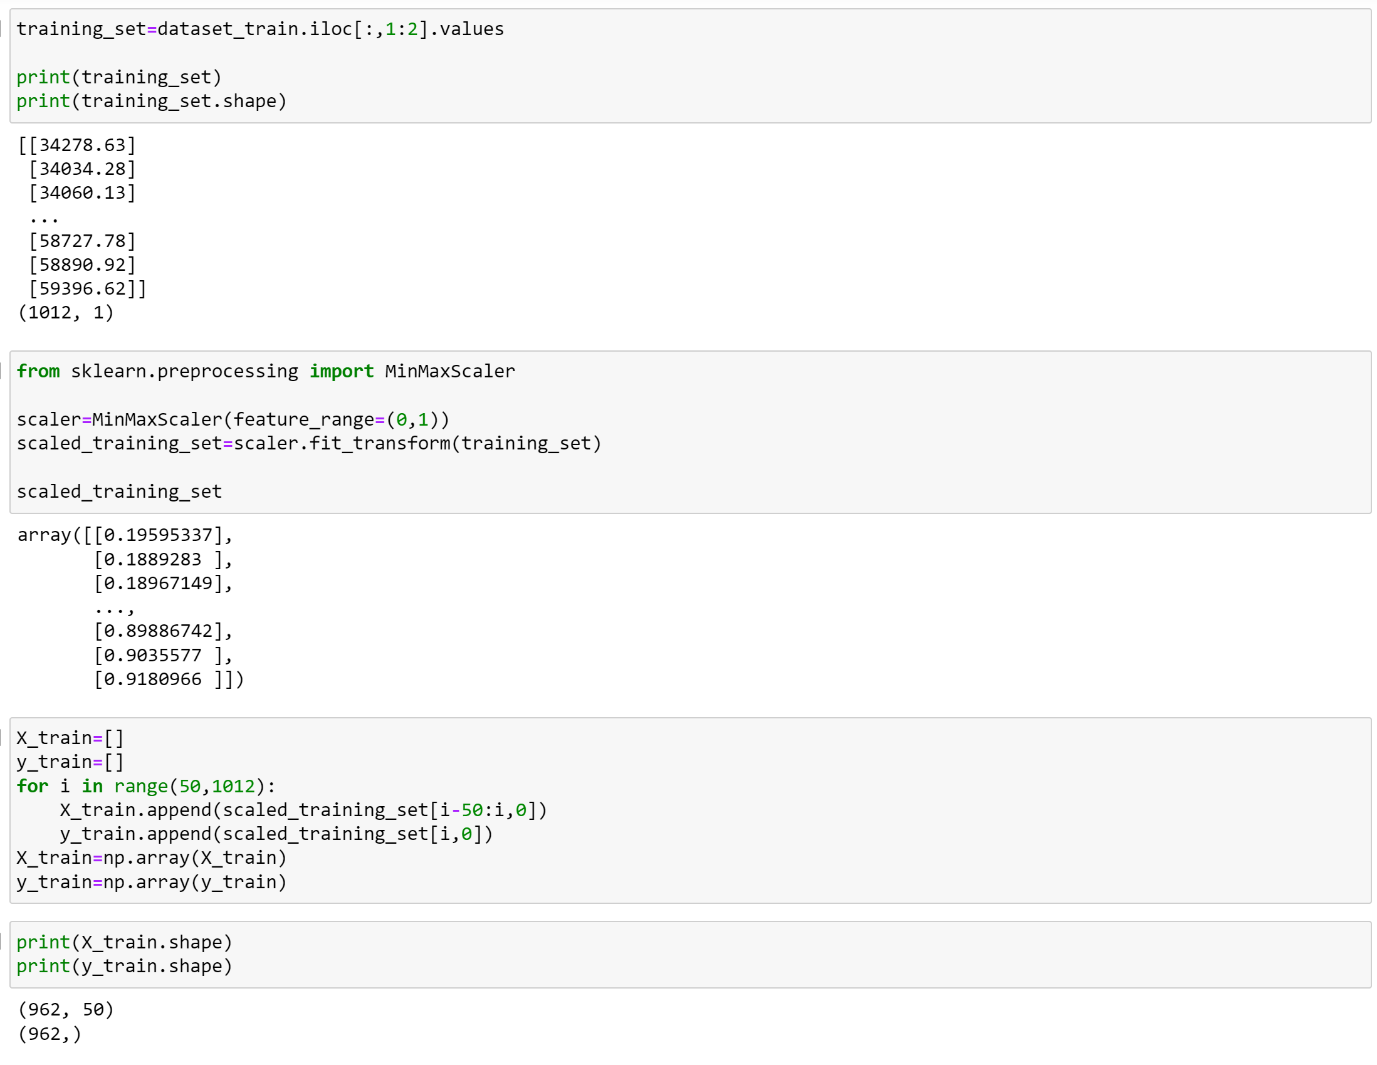 training_set=dataset_train.iloc[:,1:2].values
print(training_set)
print(training_set.shape)
[[34278.63]
 [34034.28]
 [34060.13]
 ...
 [58727.78]
 [58890.92]
 [59396.62]]
(1012, 1)
from sklearn.preprocessing import MinMaxScaler
scaler=MinMaxScaler(feature_range=(0,1))
scaled_training_set=scaler.fit_transform(training_set)
scaled_training_set
array([[0.19595337],
       [0.1889283 ],
       [0.18967149],
       ...,
       [0.89886742],
       [0.9035577 ],
       [0.9180966 ]])
X_train=[]
y_train=[]
for i in range(50,1012):
    X_train.append(scaled_training_set[i-50:i,0])
    y_train.append(scaled_training_set[i,0])
X_train=np.array(X_train)
y_train=np.array(y_train)
print(X_train.shape)
print(y_train.shape)
(962, 50)
(962,)